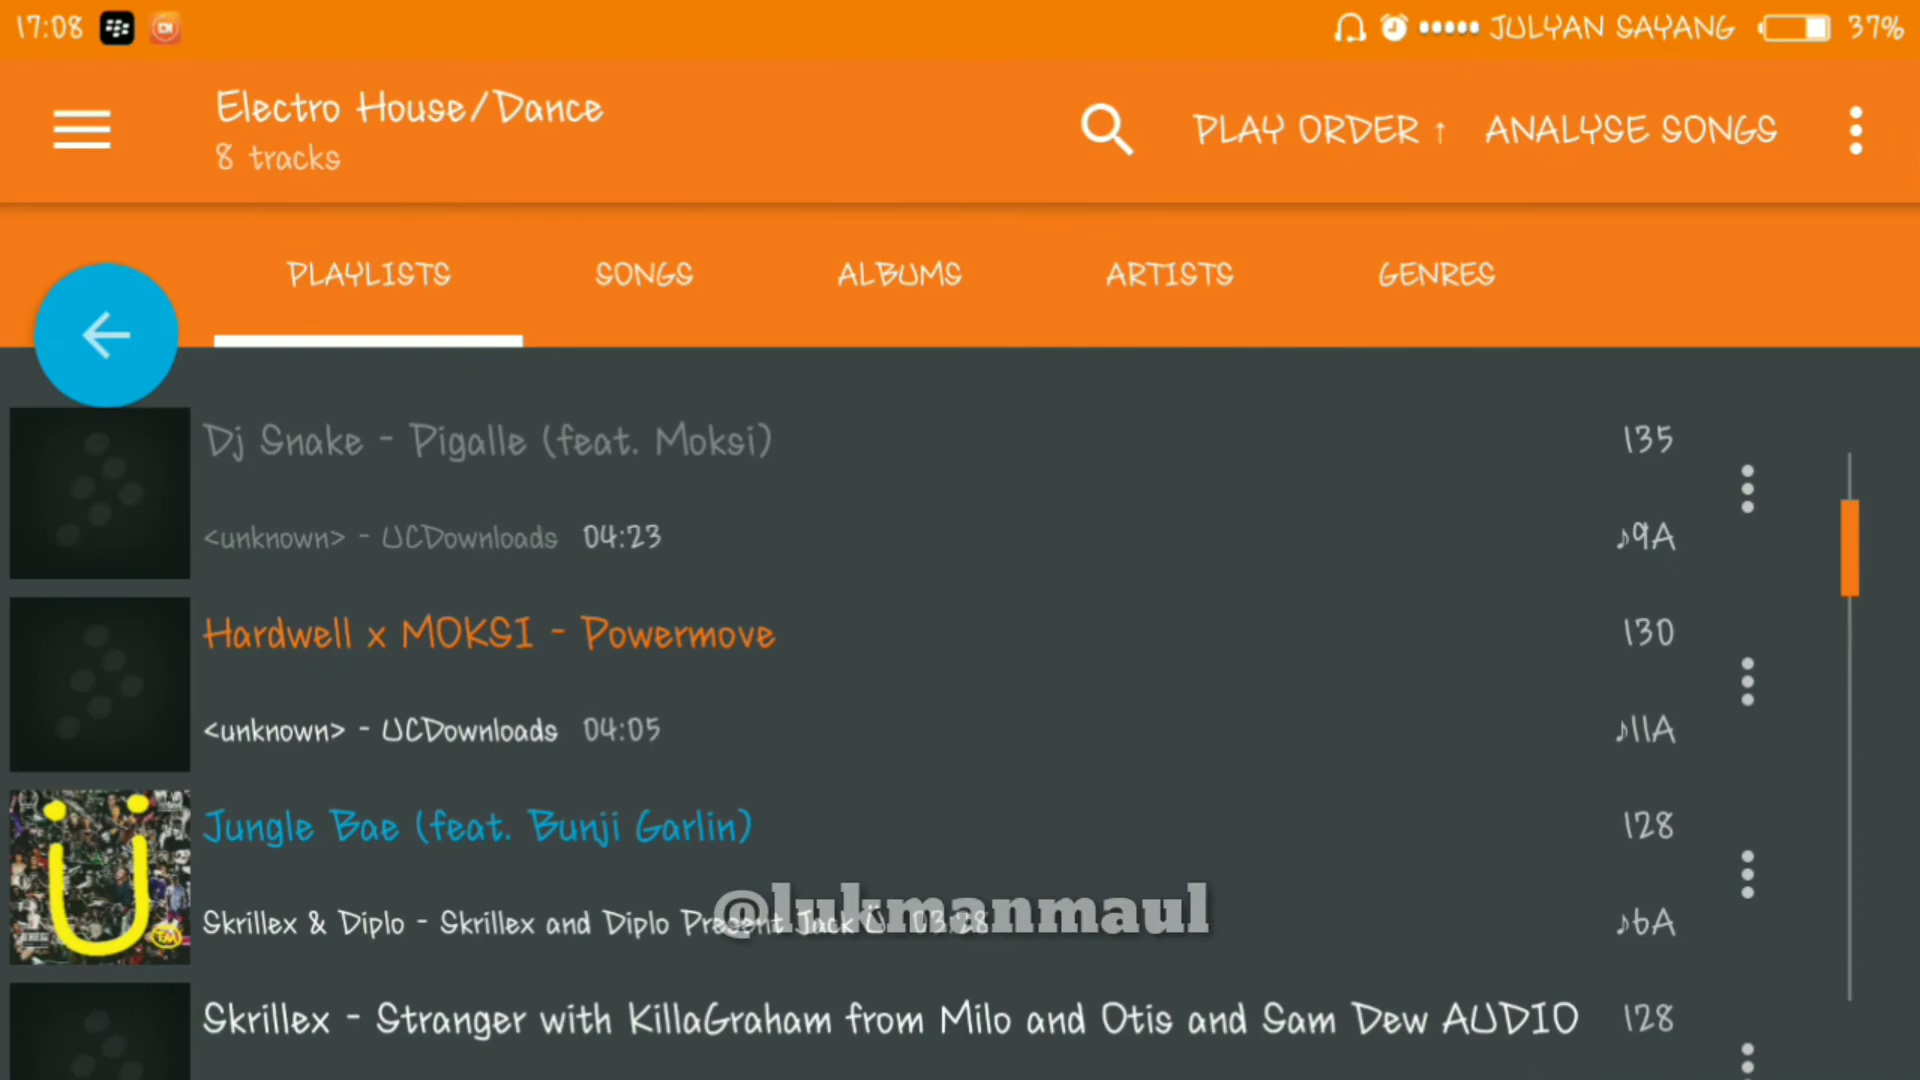 17:08 JULYAN SAYANG 37%
Electro House/Dance
8 tracks
PLAY ORDER ↑ ANALYSE SONGS
PLAYLISTS SONGS ALBUMS ARTISTS GENRES
Dj Snake - Pigalle (feat. Moksi) 135
<unknown> - UCDownloads 04:23 ♪9A
Hardwell x MOKSI - Powermove 130
<unknown> - UCDownloads 04:05 ♪11A
Jungle Bae (feat. Bunji Garlin) 128
Skrillex & Diplo - Skrillex and Diplo Present Jack Ü 03:28 ♪6A
@lukmanmaul
Skrillex - Stranger with KillaGraham from Milo and Otis and Sam Dew AUDIO 128